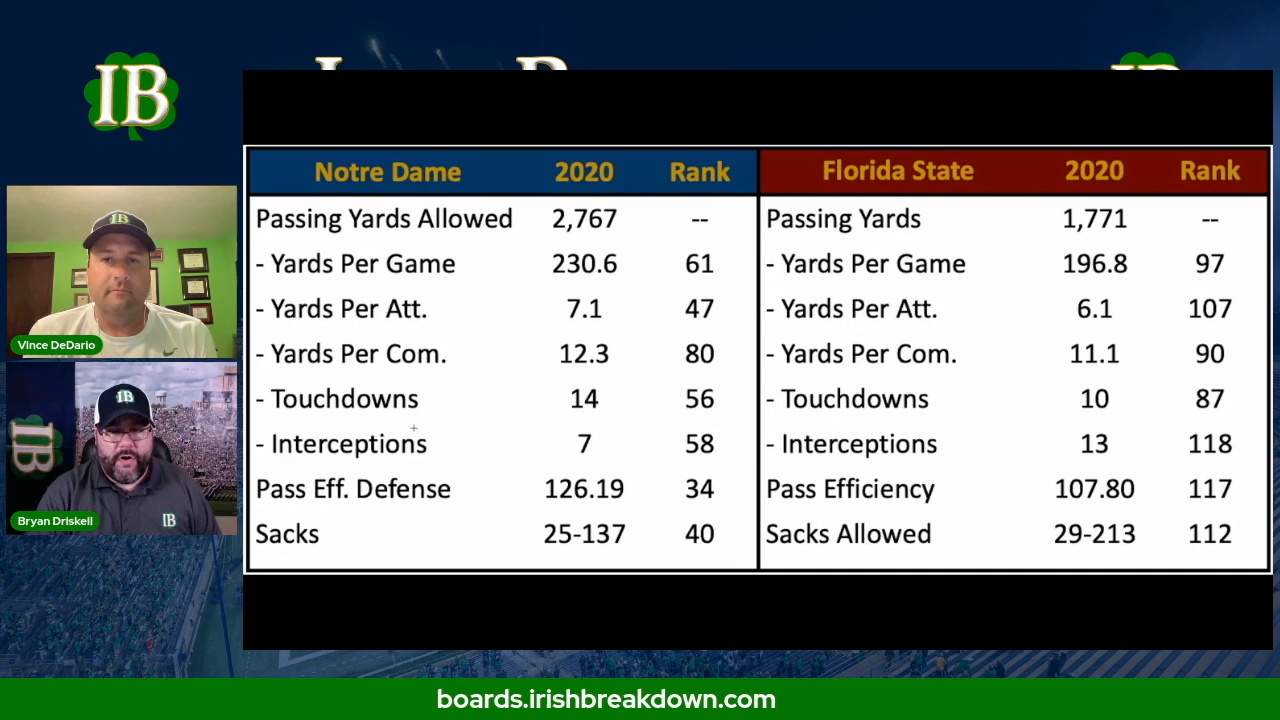 IB
Notre Dame 2020 Rank Florida State 2020 Rank
Passing Yards Allowed 2,767 -- Passing Yards 1,771 --
- Yards Per Game 230.6 61 - Yards Per Game 196.8 97
- Yards Per Att. 7.1 47 - Yards Per Att. 6.1 107
- Yards Per Com. 12.3 80 - Yards Per Com. 11.1 90
- Touchdowns 14 56 - Touchdowns 10 87
- Interceptions 7 58 - Interceptions 13 118
Pass Eff. Defense 126.19 34 Pass Efficiency 107.80 117
Sacks 25-137 40 Sacks Allowed 29-213 112
IB
Vince DeDario
IB
IB
IB
Bryan Driskell
boards.irishbreakdown.com